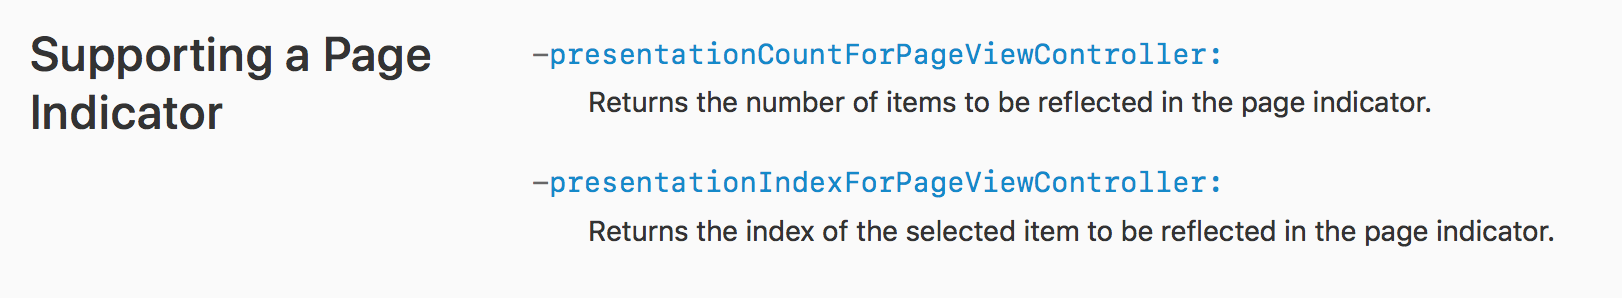 Supporting a Page
Indicator
–presentationCountForPageViewController:
Returns the number of items to be reflected in the page indicator.
–presentationIndexForPageViewController:
Returns the index of the selected item to be reflected in the page indicator.